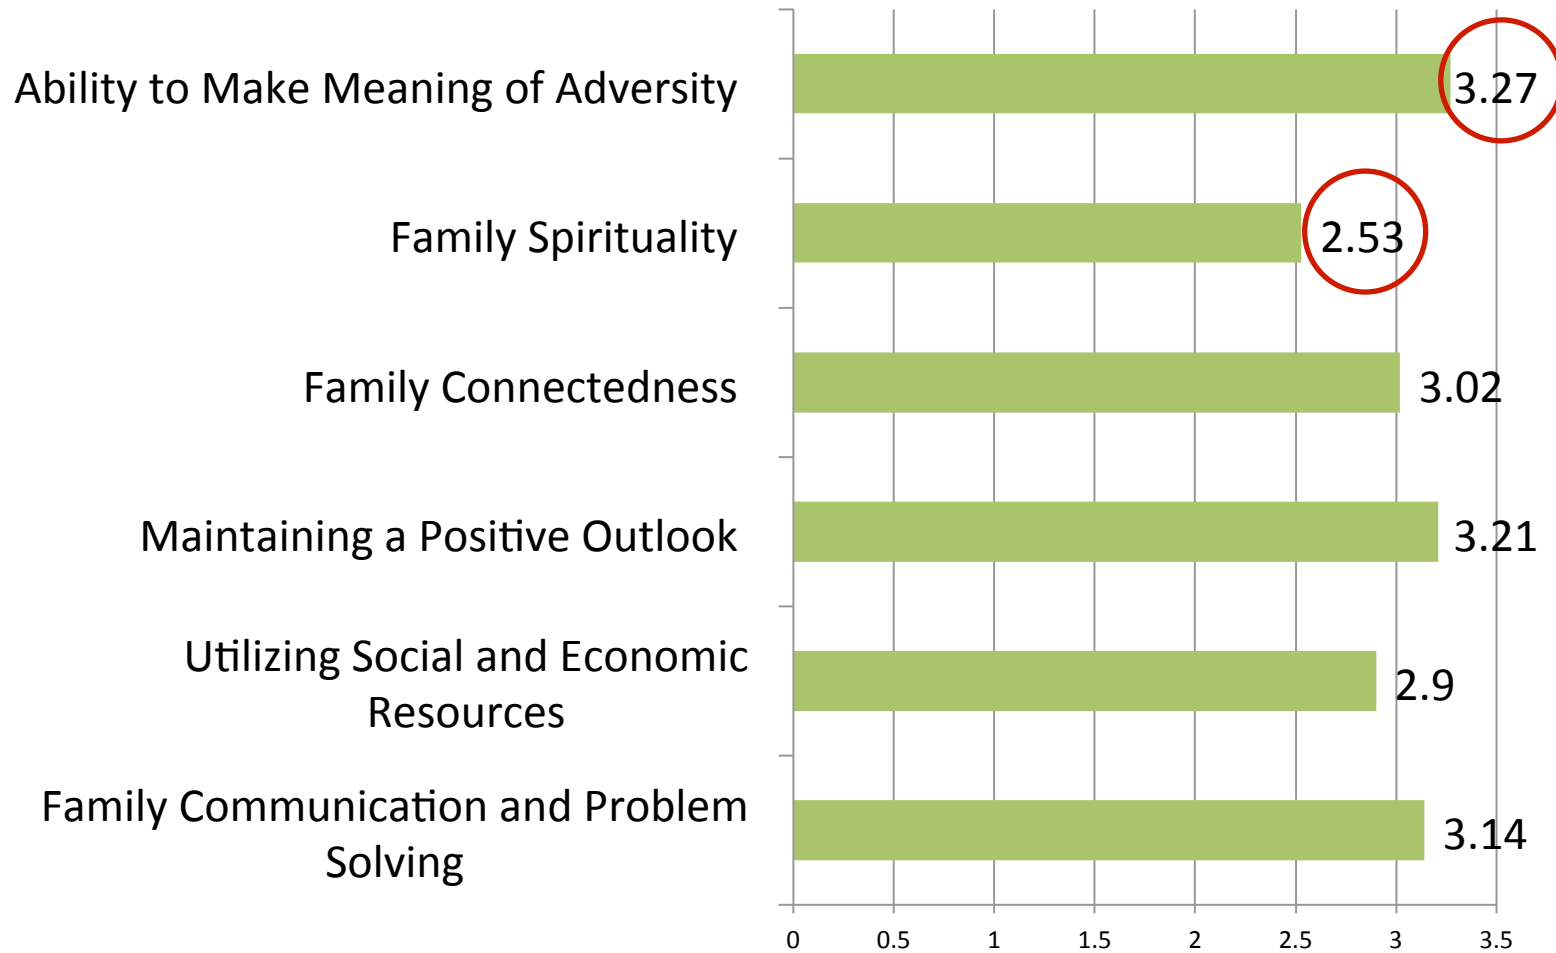 Ability to Make Meaning of Adversity
3.27
Family Spirituality
2.53
Family Connectedness
3.02
Maintaining a Positive Outlook
3.21
Utilizing Social and Economic
Resources
2.9
Family Communication and Problem
Solving
3.14
0 0.5 1 1.5 2 2.5 3 3.5